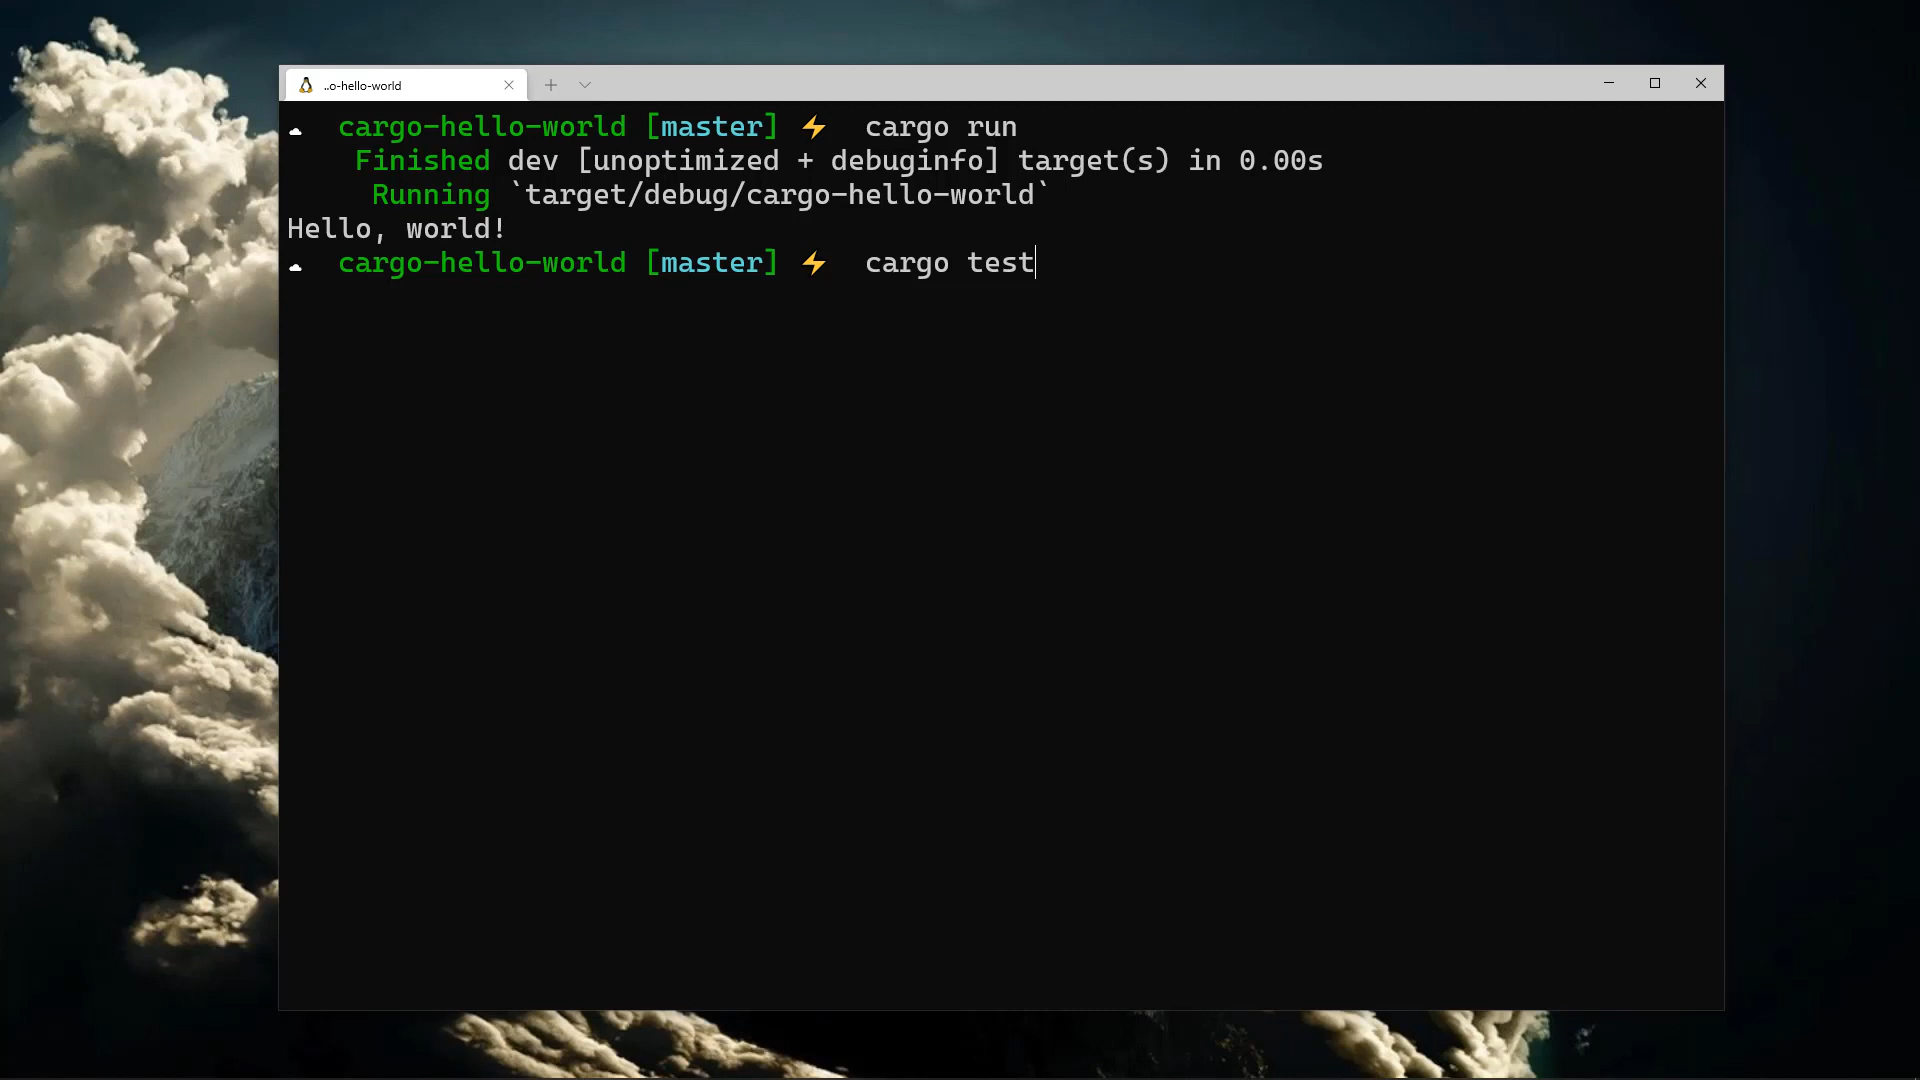 ..o-hello-world
☁ cargo-hello-world [master] ⚡ cargo run
Finished dev [unoptimized + debuginfo] target(s) in 0.00s
Running `target/debug/cargo-hello-world`
Hello, world!
☁ cargo-hello-world [master] ⚡ cargo test